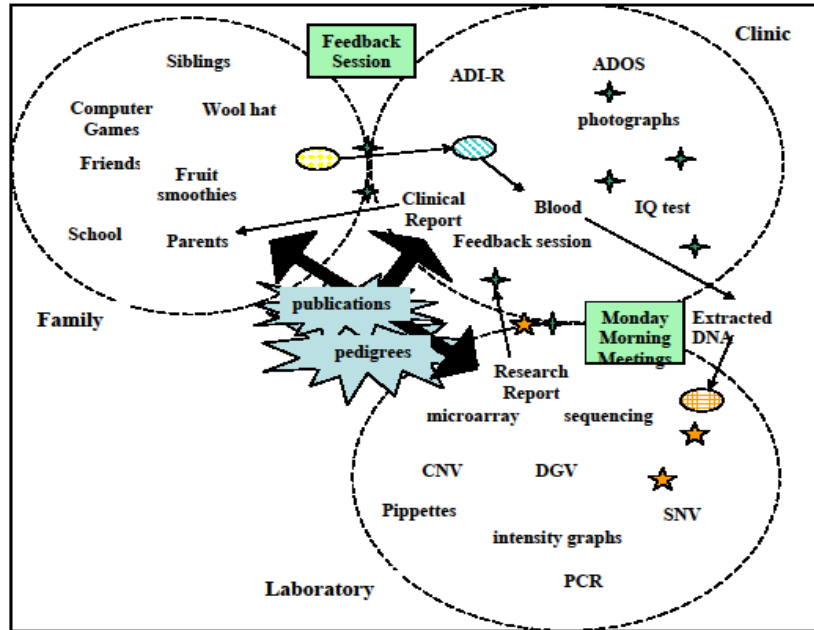 Clinic
Feedback
Session
Siblings
ADI-R
ADOS
Computer
Games
Wool hat
photographs
Friends
Fruit
smoothies
Clinical
Report
Blood
IQ test
School
Parents
Feedback session
publications
Family
Monday
Morning
Meetings
Extracted
DNA
pedigrees
Research
Report
microarray
sequencing
CNV
DGV
Pippettes
SNV
intensity graphs
PCR
Laboratory